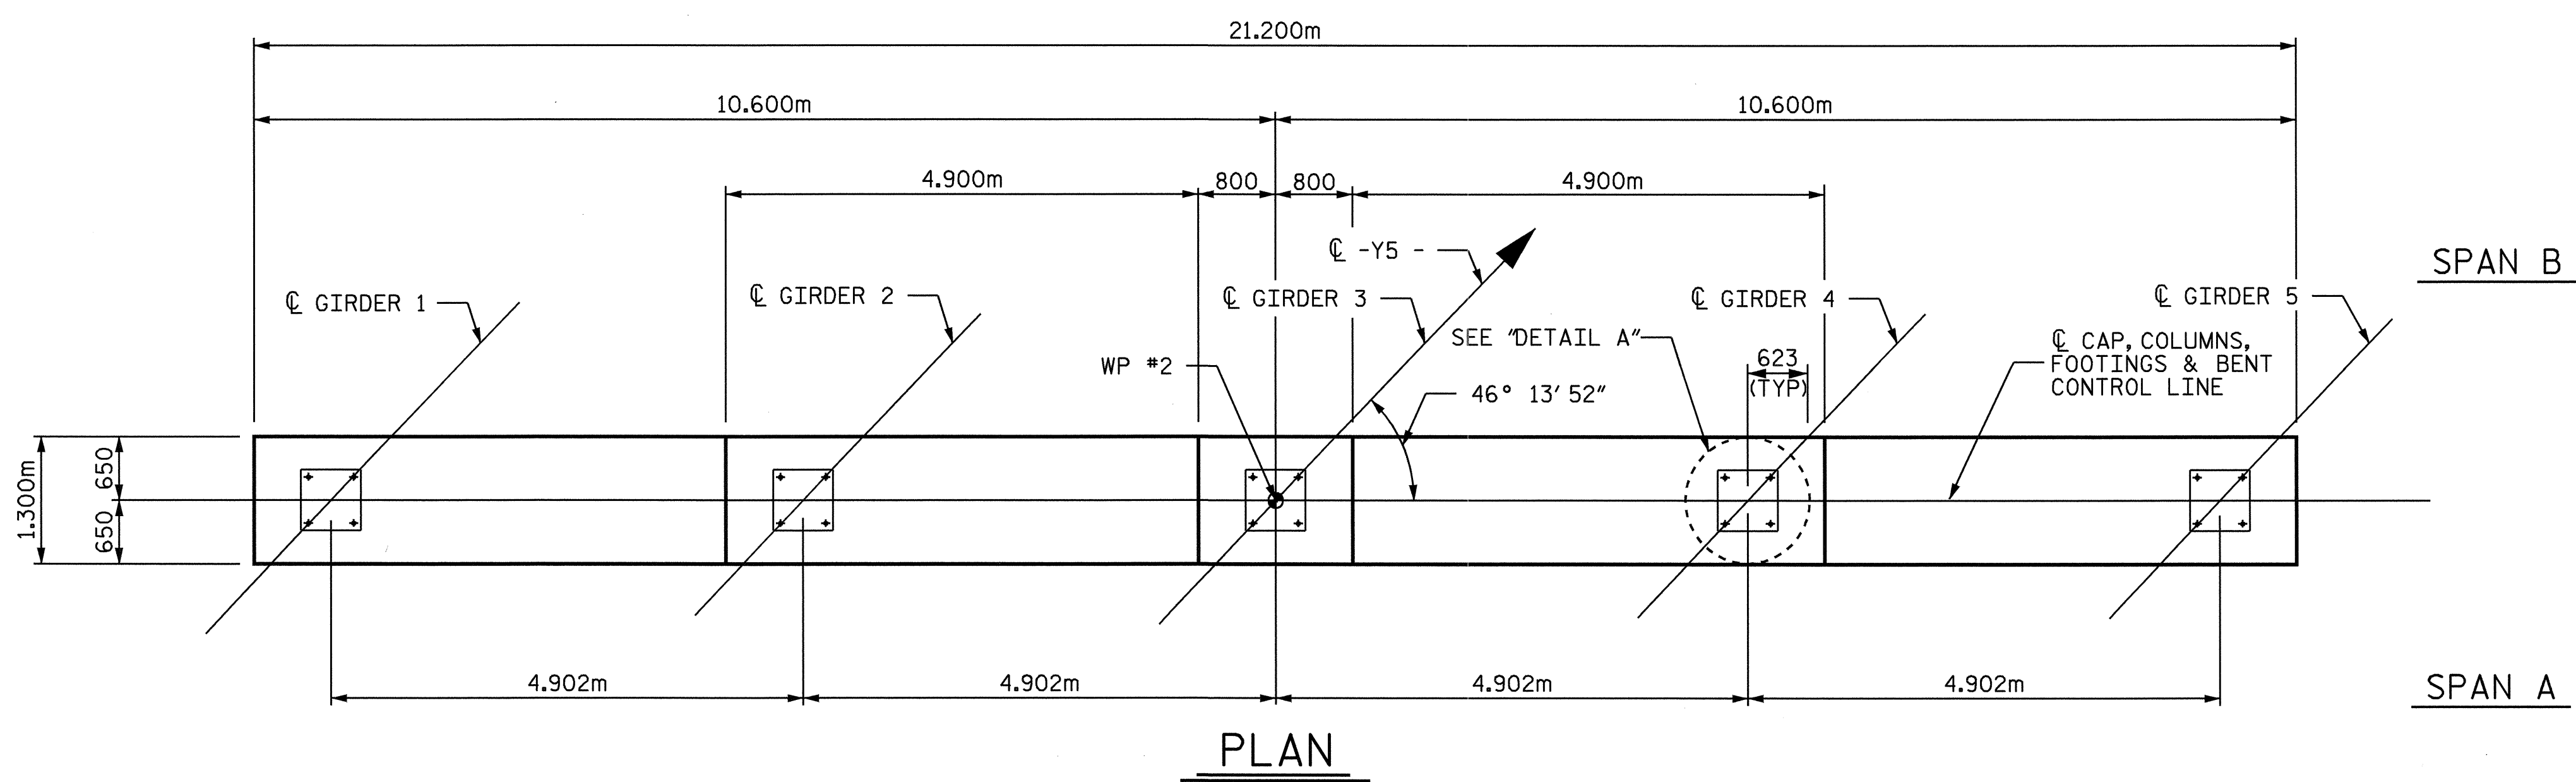 21.200m
10.600m
10.600m
4.900m
800
800
4.900m
℄ -Y5 -
SPAN B
℄ GIRDER 1
℄ GIRDER 2
℄ GIRDER 3
℄ GIRDER 4
℄ GIRDER 5
SEE "DETAIL A"
℄ CAP, COLUMNS,
FOOTINGS & BENT
CONTROL LINE
623
(TYP)
WP #2
46° 13' 52"
1.300m
650
650
4.902m
4.902m
4.902m
4.902m
SPAN A
PLAN